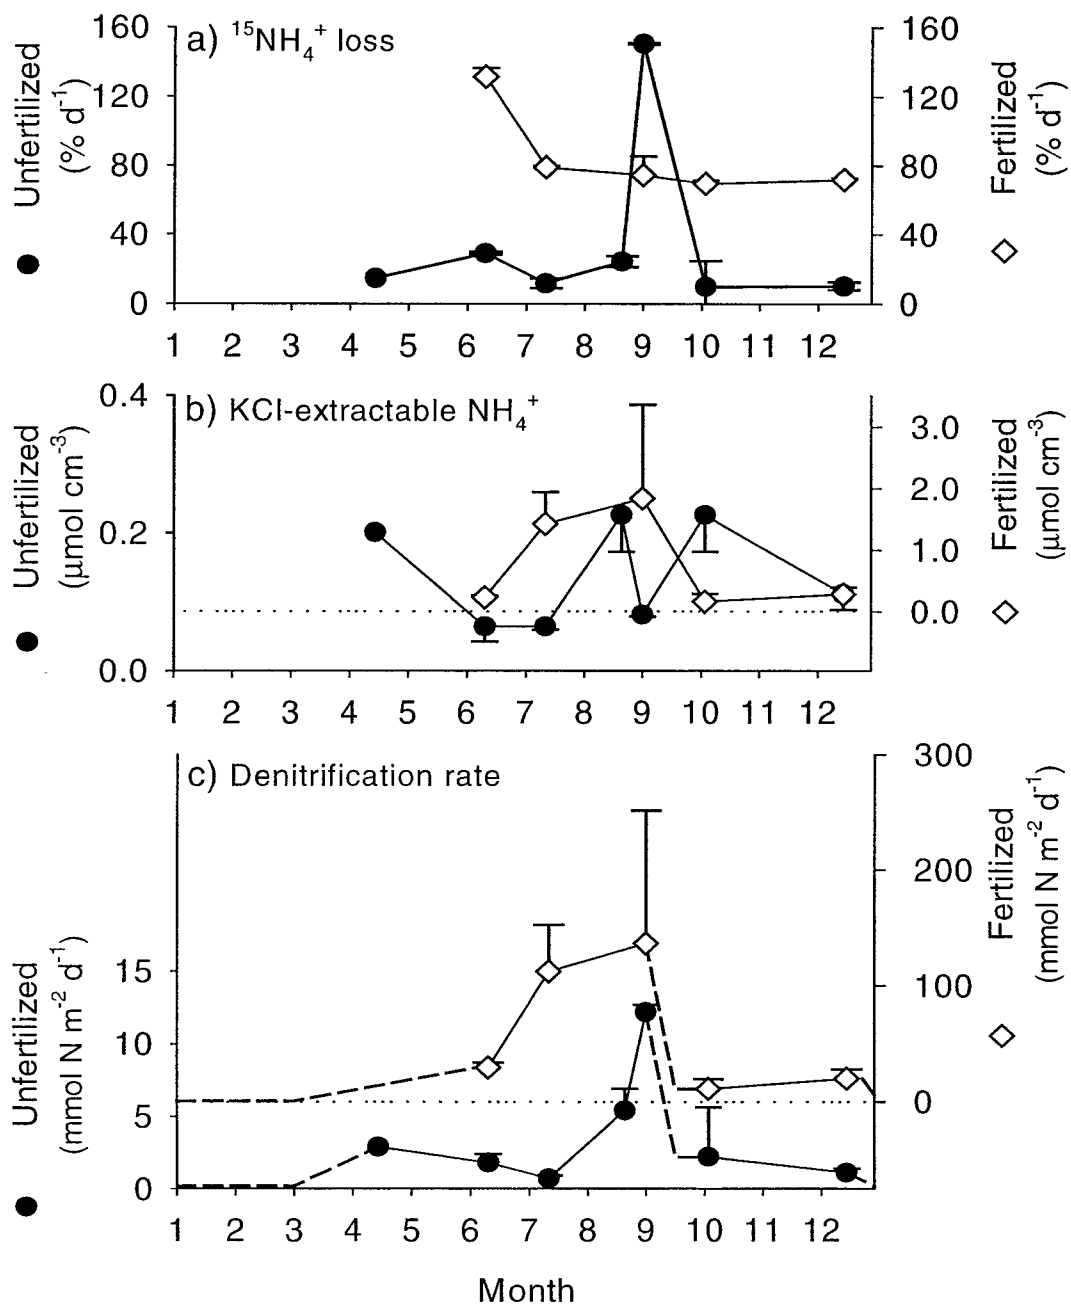 a) ¹⁵NH₄⁺ loss
Unfertilized
(% d⁻¹)
160
120
80
40
0
160
120
80
40
0
Fertilized
(% d⁻¹)
1 2 3 4 5 6 7 8 9 10 11 12
b) KCl-extractable NH₄⁺
Unfertilized
(μmol cm⁻³)
0.4
0.2
0.0
3.0
2.0
1.0
0.0
Fertilized
(μmol cm⁻³)
1 2 3 4 5 6 7 8 9 10 11 12
c) Denitrification rate
Unfertilized
(mmol N m⁻² d⁻¹)
15
10
5
0
300
200
100
0
Fertilized
(mmol N m⁻² d⁻¹)
1 2 3 4 5 6 7 8 9 10 11 12
Month